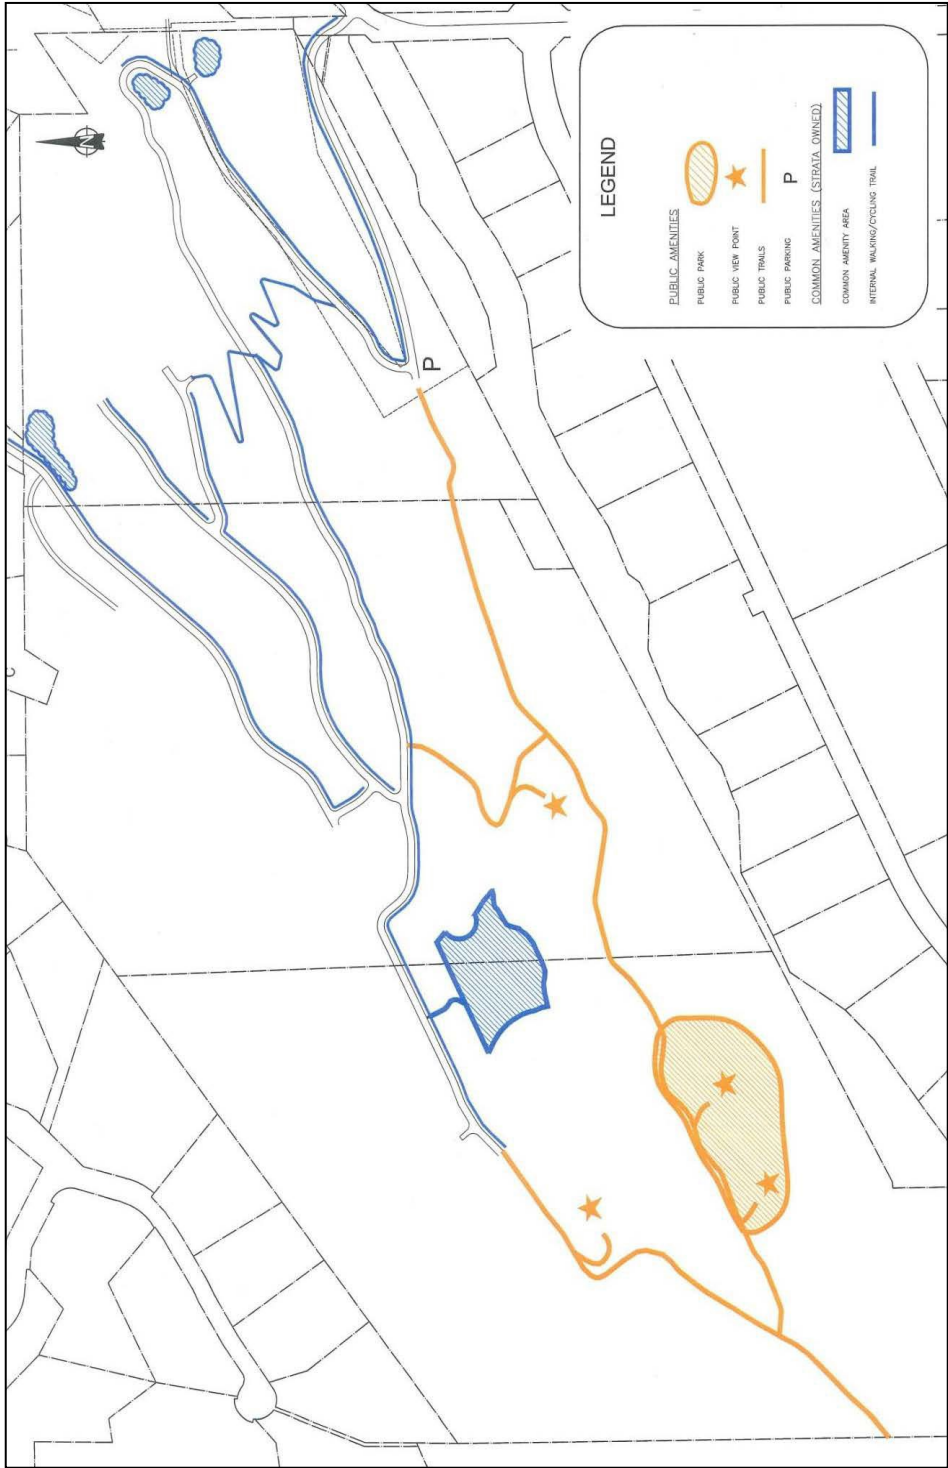 LEGEND
PUBLIC AMENITIES
PUBLIC PARK
PUBLIC VIEW POINT
PUBLIC TRAILS
PUBLIC PARKING P
COMMON AMENITIES (STRATA OWNED)
COMMON AMENITY AREA
INTERNAL WALKING/CYCLING TRAIL
N
P
C